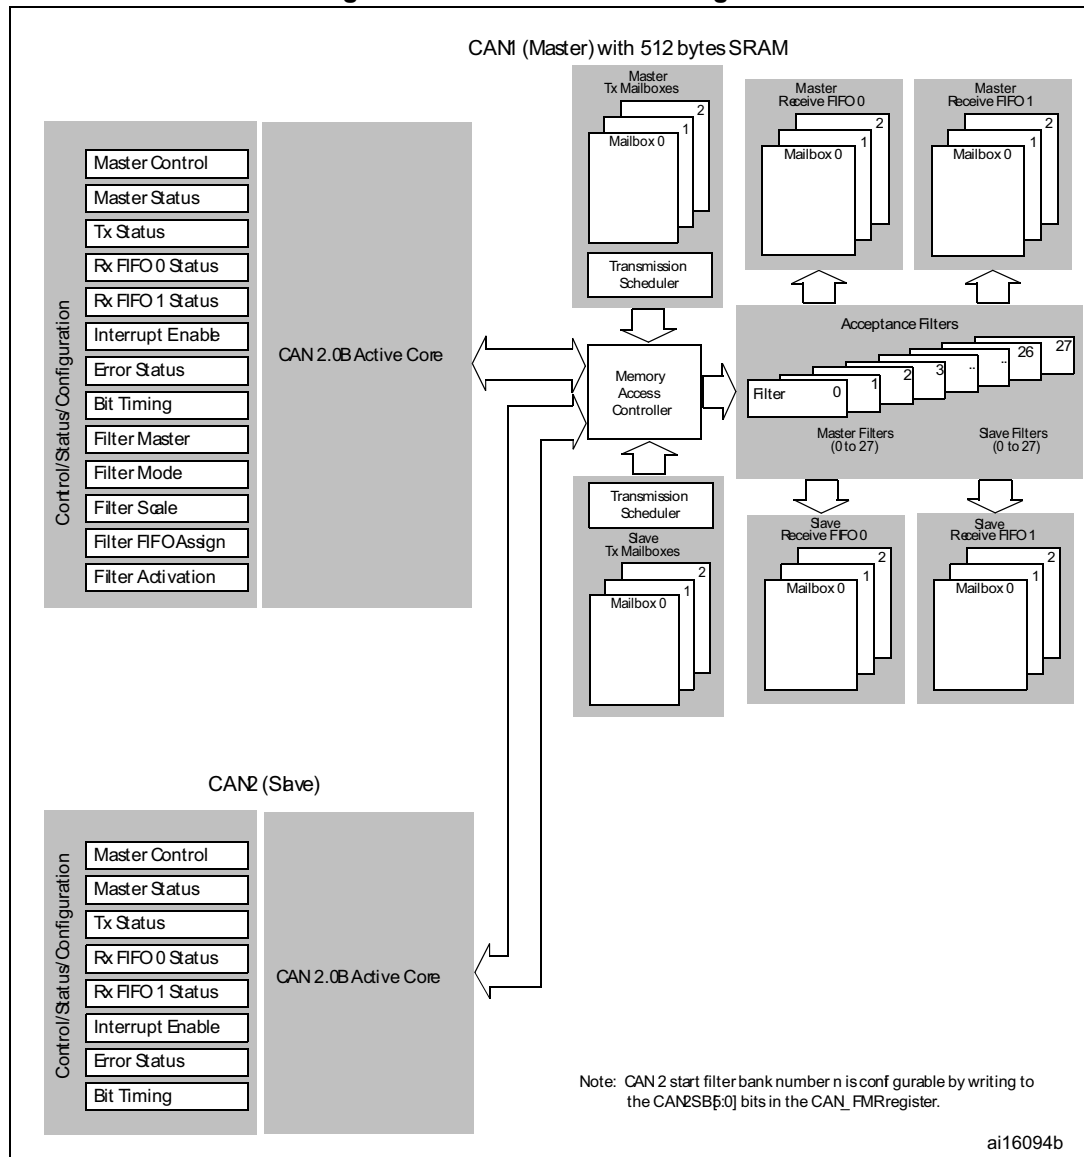 CAN1 (Master) with 512 bytes SRAM
Control/Status/Configuration
Master Control
Master Status
Tx Status
Rx FIFO 0 Status
Rx FIFO 1 Status
Interrupt Enable
Error Status
Bit Timing
Filter Master
Filter Mode
Filter Scale
Filter FIFO Assign
Filter Activation
CAN 2.0B Active Core
Master
Tx Mailboxes
2
1
Mailbox 0
Transmission
Scheduler
Master
Receive FIFO 0
2
1
Mailbox 0
Master
Receive FIFO 1
2
1
Mailbox 0
Memory
Access
Controller
Acceptance Filters
Filter 0 1 2 3 .. .. 26 27
Master Filters
(0 to 27)
Slave Filters
(0 to 27)
Transmission
Scheduler
Slave
Tx Mailboxes
2
1
Mailbox 0
Slave
Receive FIFO 0
2
1
Mailbox 0
Slave
Receive FIFO 1
2
1
Mailbox 0
CAN2 (Slave)
Control/Status/Configuration
Master Control
Master Status
Tx Status
Rx FIFO 0 Status
Rx FIFO 1 Status
Interrupt Enable
Error Status
Bit Timing
CAN 2.0B Active Core
Note: CAN 2 start filter bank number n is configurable by writing to
the CAN2SB[5:0] bits in the CAN_FMR register.
ai16094b